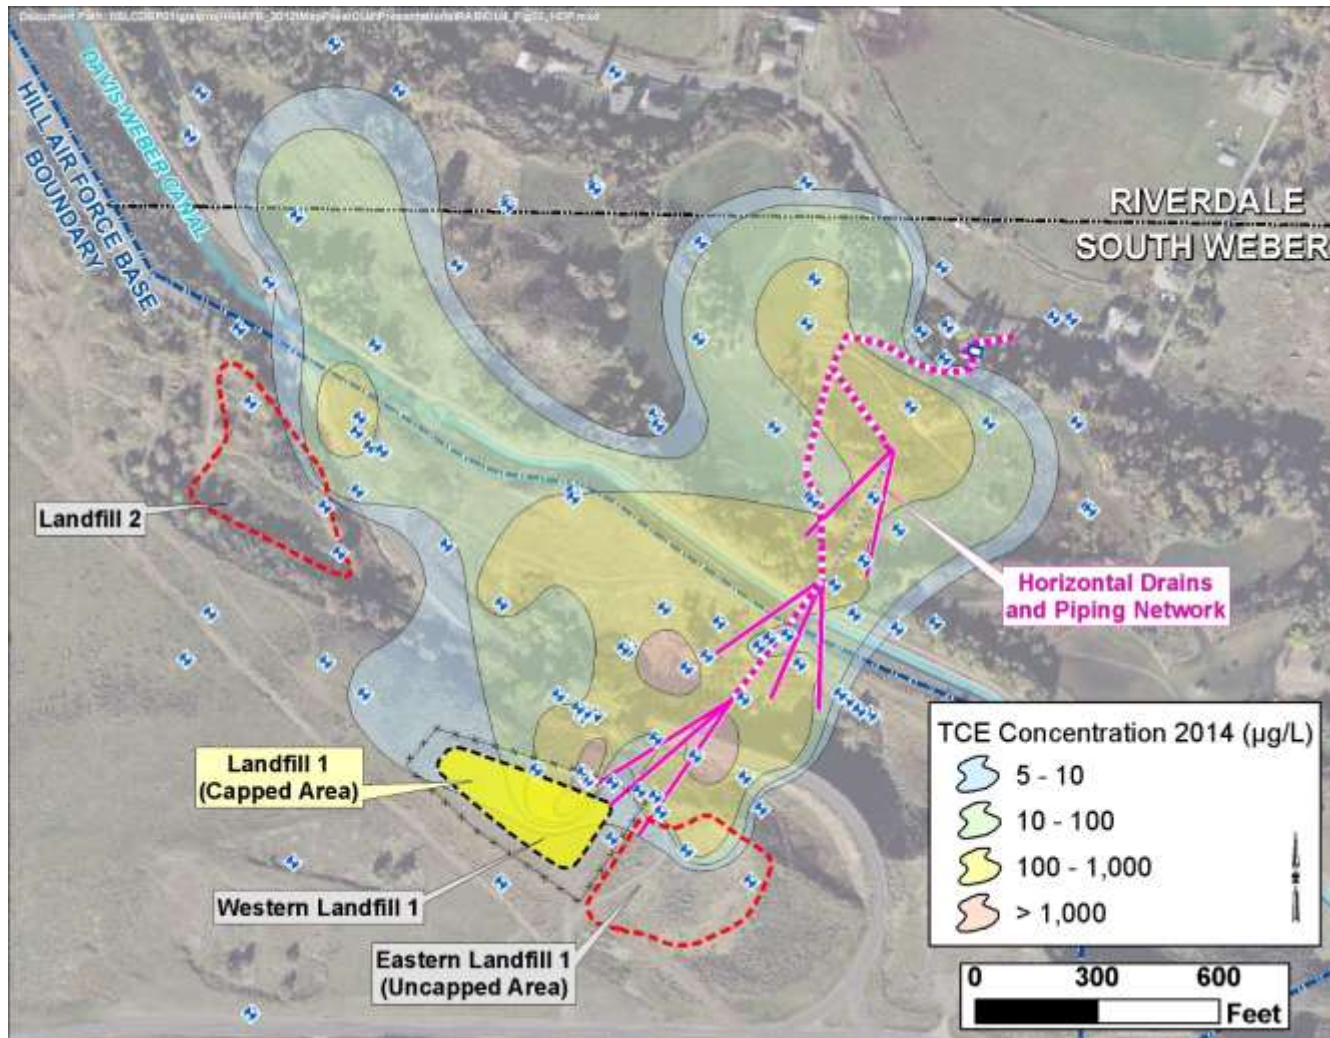 DAVIS-WEBER CANAL
HILL AIR FORCE BASE
BOUNDARY
RIVERDALE
SOUTH WEBER
Landfill 2
Horizontal Drains
and Piping Network
Landfill 1
(Capped Area)
Western Landfill 1
Eastern Landfill 1
(Uncapped Area)
TCE Concentration 2014 (µg/L)
5 - 10
10 - 100
100 - 1,000
> 1,000
0 300 600
Feet